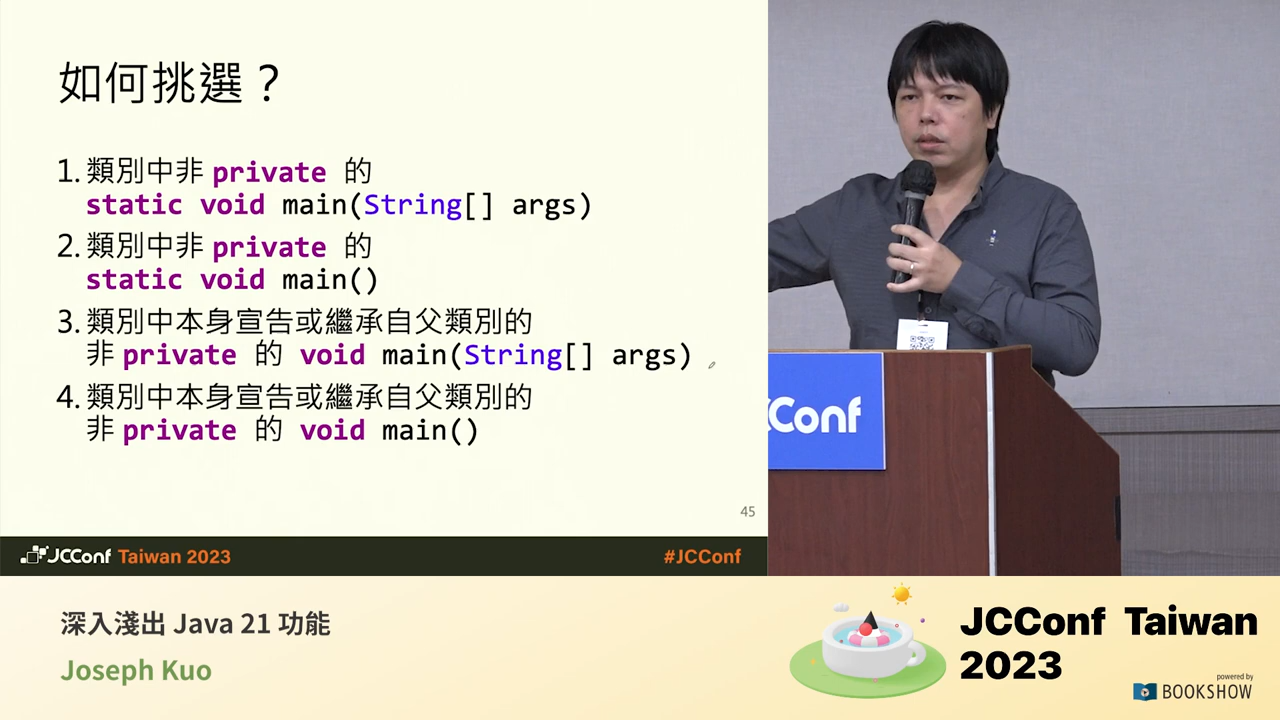 如何挑選？
1. 類別中非 private 的
static void main(String[] args)
2. 類別中非 private 的
static void main()
3. 類別中本身宣告或繼承自父類別的
非 private 的 void main(String[] args)
4. 類別中本身宣告或繼承自父類別的
非 private 的 void main()
45
JCConf Taiwan 2023
#JCConf
CConf
深入淺出 Java 21 功能
Joseph Kuo
JCConf Taiwan
2023
powered by
BOOKSHOW